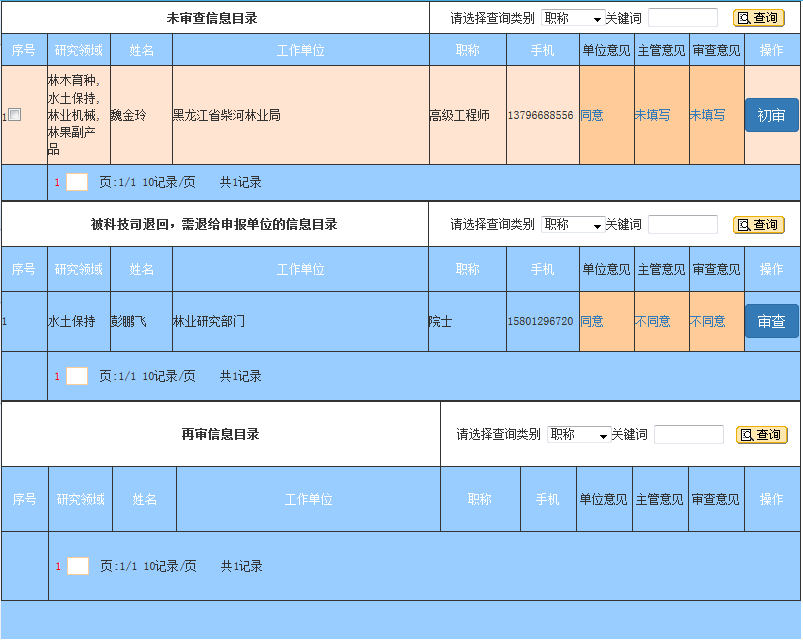 未审查信息目录 请选择查询类别 职称 关键词 查询
序号 研究领域 姓名 工作单位 职称 手机 单位意见 主管意见 审查意见 操作
1 林木育种,水土保持,林业机械,林果副产品 魏金玲 黑龙江省柴河林业局 高级工程师 13796688556 同意 未填写 未填写 初审
1 页:1/1 10记录/页 共1记录
被科技司退回，需退给申报单位的信息目录 请选择查询类别 职称 关键词 查询
序号 研究领域 姓名 工作单位 职称 手机 单位意见 主管意见 审查意见 操作
1 水土保持 彭鹏飞 林业研究部门 院士 15801296720 同意 不同意 不同意 审查
1 页:1/1 10记录/页 共1记录
再审信息目录 请选择查询类别 职称 关键词 查询
序号 研究领域 姓名 工作单位 职称 手机 单位意见 主管意见 审查意见 操作
1 页:1/1 10记录/页 共1记录